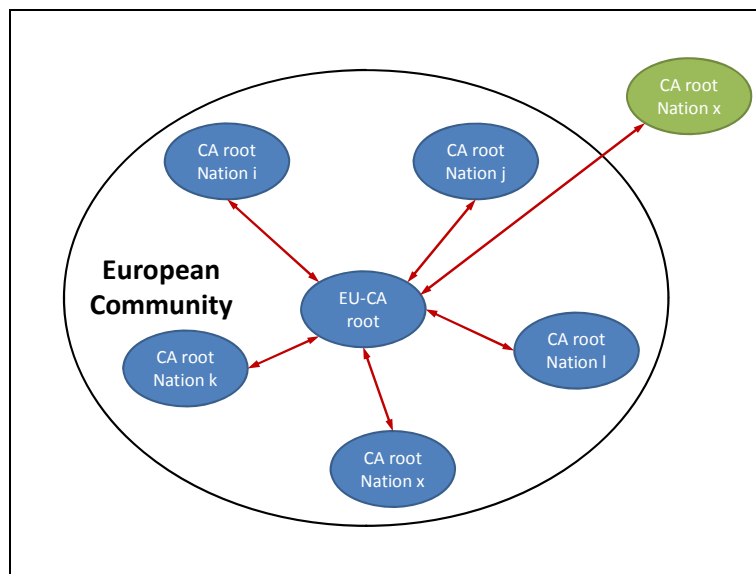 CA root
Nation x
CA root
Nation i
CA root
Nation j
European
Community
EU-CA
root
CA root
Nation k
CA root
Nation l
CA root
Nation x